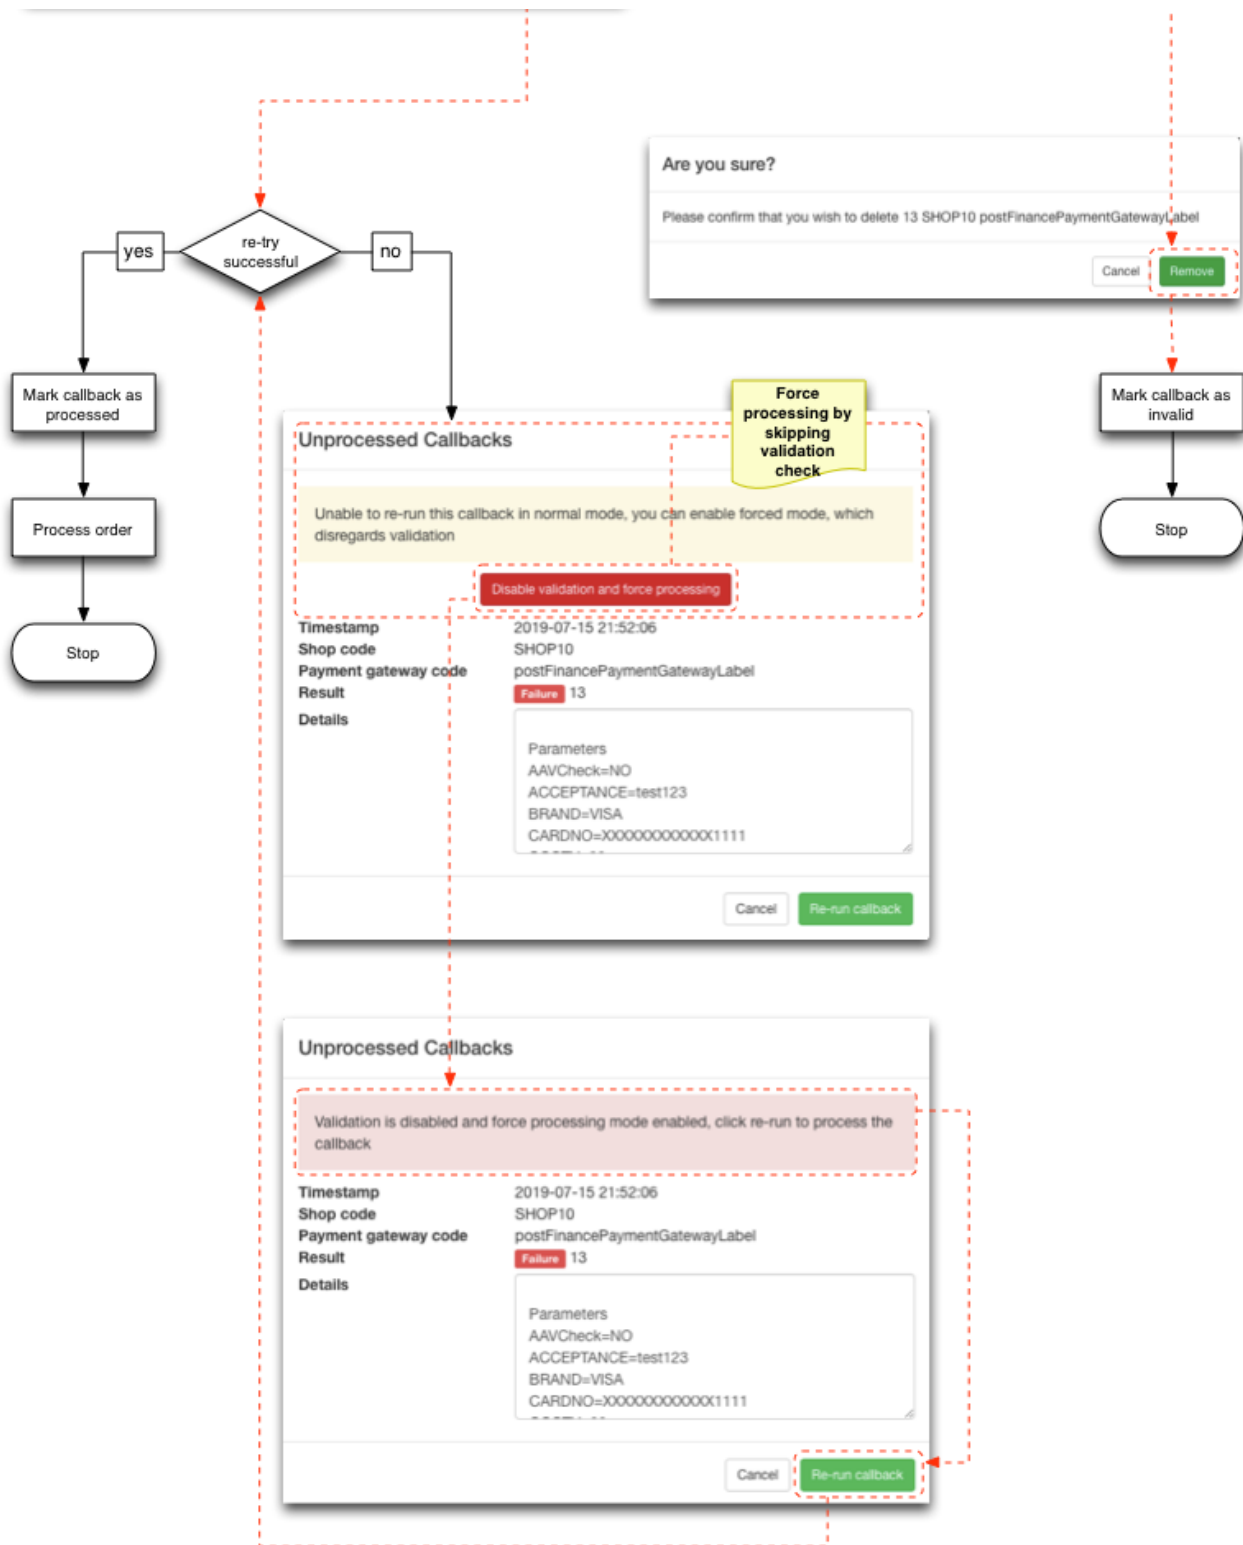 Are you sure?
Please confirm that you wish to delete 13 SHOP10 postFinancePaymentGatewayLabel
Cancel
Remove
yes
re-try
successful
no
Mark callback as
processed
Process order
Stop
Mark callback as
invalid
Stop
Force
processing by
skipping
validation
check
Unprocessed Callbacks
Unable to re-run this callback in normal mode, you can enable forced mode, which
disregards validation
Disable validation and force processing
Timestamp 2019-07-15 21:52:06
Shop code SHOP10
Payment gateway code postFinancePaymentGatewayLabel
Result Failure 13
Details
Parameters
AAVCheck=NO
ACCEPTANCE=test123
BRAND=VISA
CARDNO=XXXXXXXXXXXX1111
Cancel
Re-run callback
Unprocessed Callbacks
Validation is disabled and force processing mode enabled, click re-run to process the
callback
Timestamp 2019-07-15 21:52:06
Shop code SHOP10
Payment gateway code postFinancePaymentGatewayLabel
Result Failure 13
Details
Parameters
AAVCheck=NO
ACCEPTANCE=test123
BRAND=VISA
CARDNO=XXXXXXXXXXXX1111
Cancel
Re-run callback